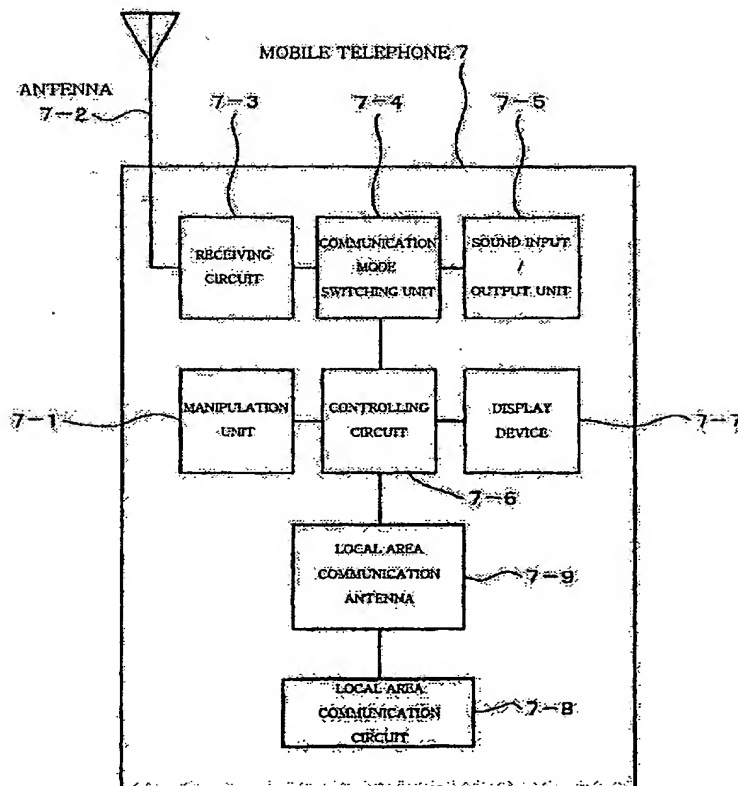 MOBILE TELEPHONE 7
ANTENNA
7-2
7-3
7-4
7-5
RECEIVING
CIRCUIT
COMMUNICATION
MODE
SWITCHING UNIT
SOUND INPUT
/
OUTPUT UNIT
7-1
MANIPULATION
UNIT
CONTROLLING
CIRCUIT
DISPLAY
DEVICE
7-7
7-6
LOCAL AREA
COMMUNICATION
ANTENNA
7-9
LOCAL AREA
COMMUNICATION
CIRCUIT
7-8